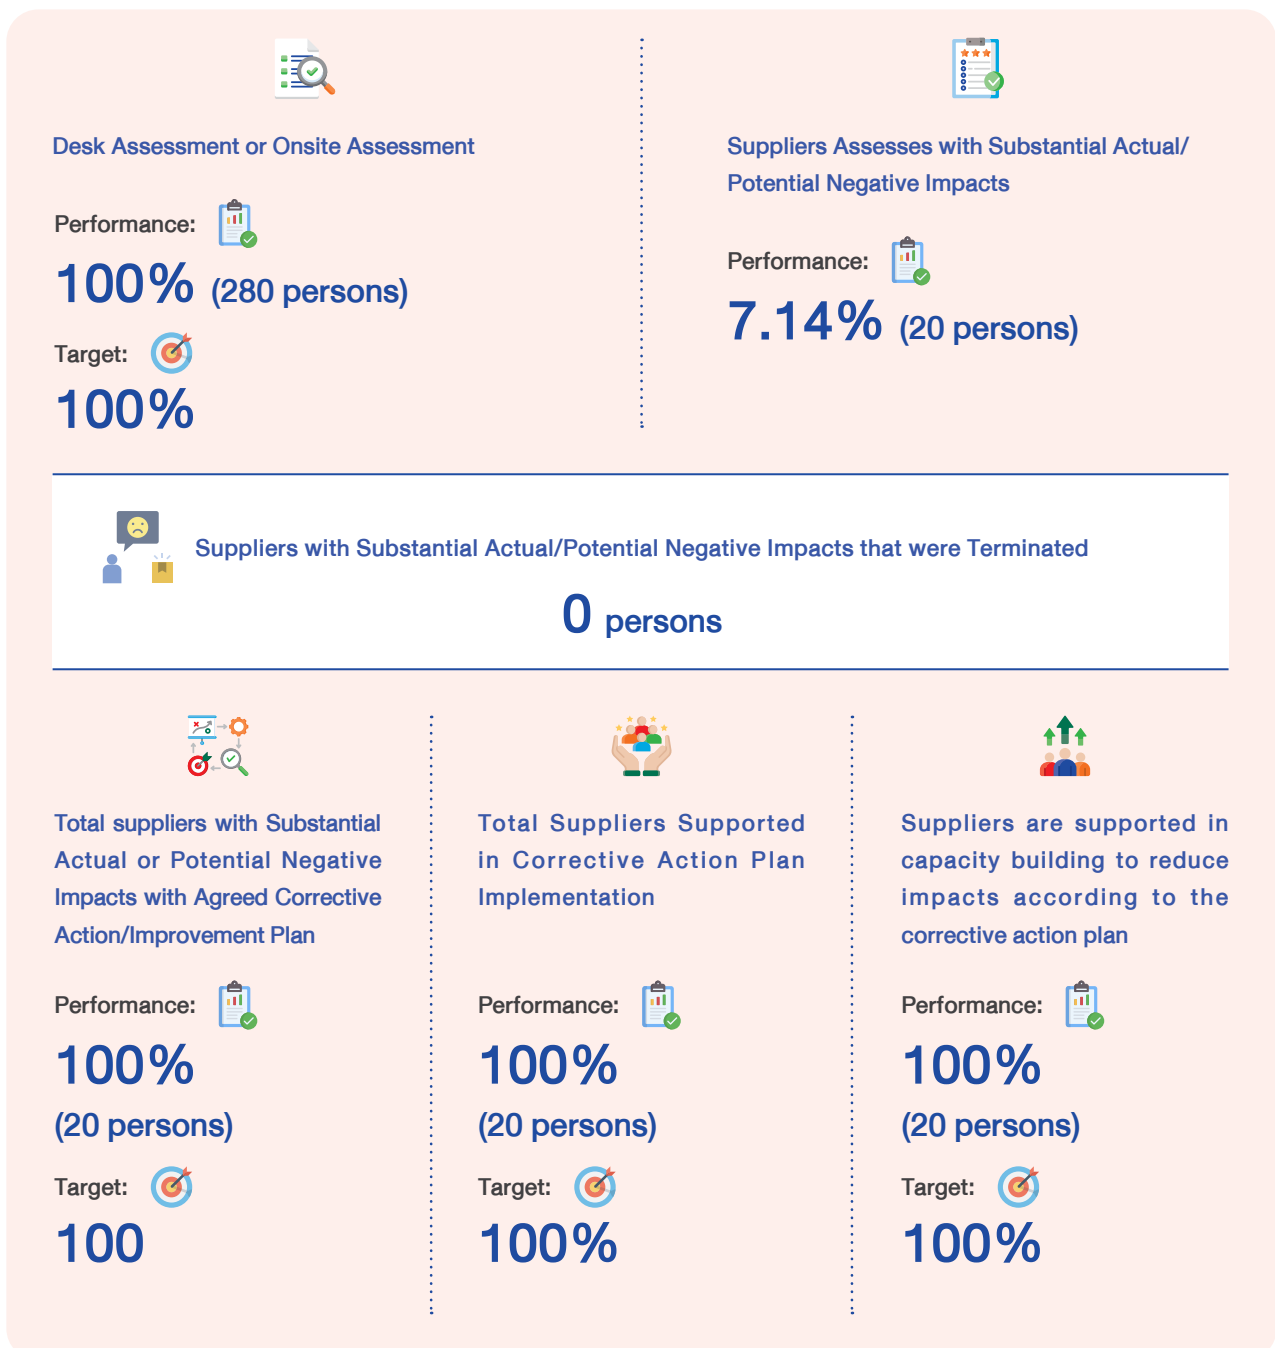 Desk Assessment or Onsite Assessment
Performance:
100% (280 persons)
Target:
100%
Suppliers Assesses with Substantial Actual/
Potential Negative Impacts
Performance:
7.14% (20 persons)
Suppliers with Substantial Actual/Potential Negative Impacts that were Terminated
0 persons
Total suppliers with Substantial
Actual or Potential Negative
Impacts with Agreed Corrective
Action/Improvement Plan
Performance:
100%
(20 persons)
Target:
100
Total Suppliers Supported
in Corrective Action Plan
Implementation
Performance:
100%
(20 persons)
Target:
100%
Suppliers are supported in
capacity building to reduce
impacts according to the
corrective action plan
Performance:
100%
(20 persons)
Target:
100%